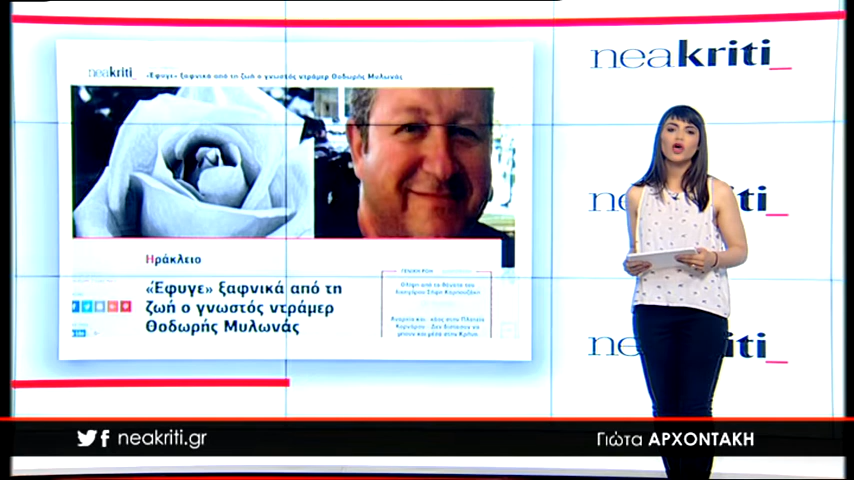 neakriti_
neakriti_ «Έφυγε» ξαφνικά από τη ζωή ο γνωστός ντράμερ Θοδωρής Μυλωνάς
neakriti_
Ηράκλειο
«Έφυγε» ξαφνικά από τη
ζωή ο γνωστός ντράμερ
Θοδωρής Μυλωνάς
neakriti_
neakriti.gr
Γιώτα ΑΡΧΟΝΤΑΚΗ